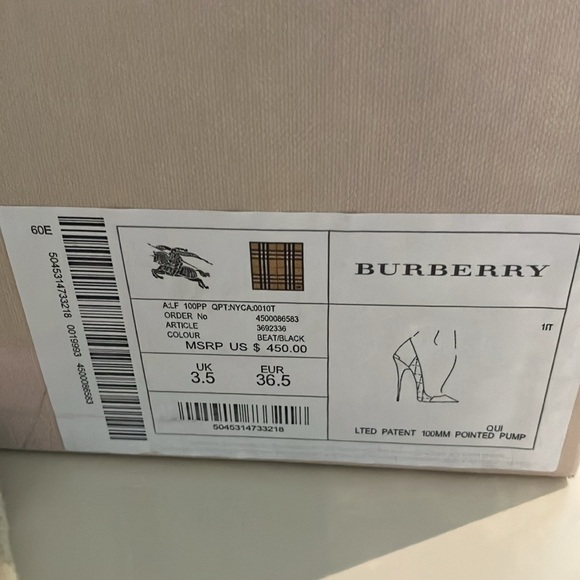 60E
5045314733218 0019993 4500086583
BURBERRY
A:LF 100PP QPT:NYCA:0010T
ORDER No 4500086583
ARTICLE 3692336
COLOUR BEAT/BLACK
MSRP US $ 450.00
UK EUR
3.5 36.5
5045314733218
1IT
QUI
LTED PATENT 100MM POINTED PUMP